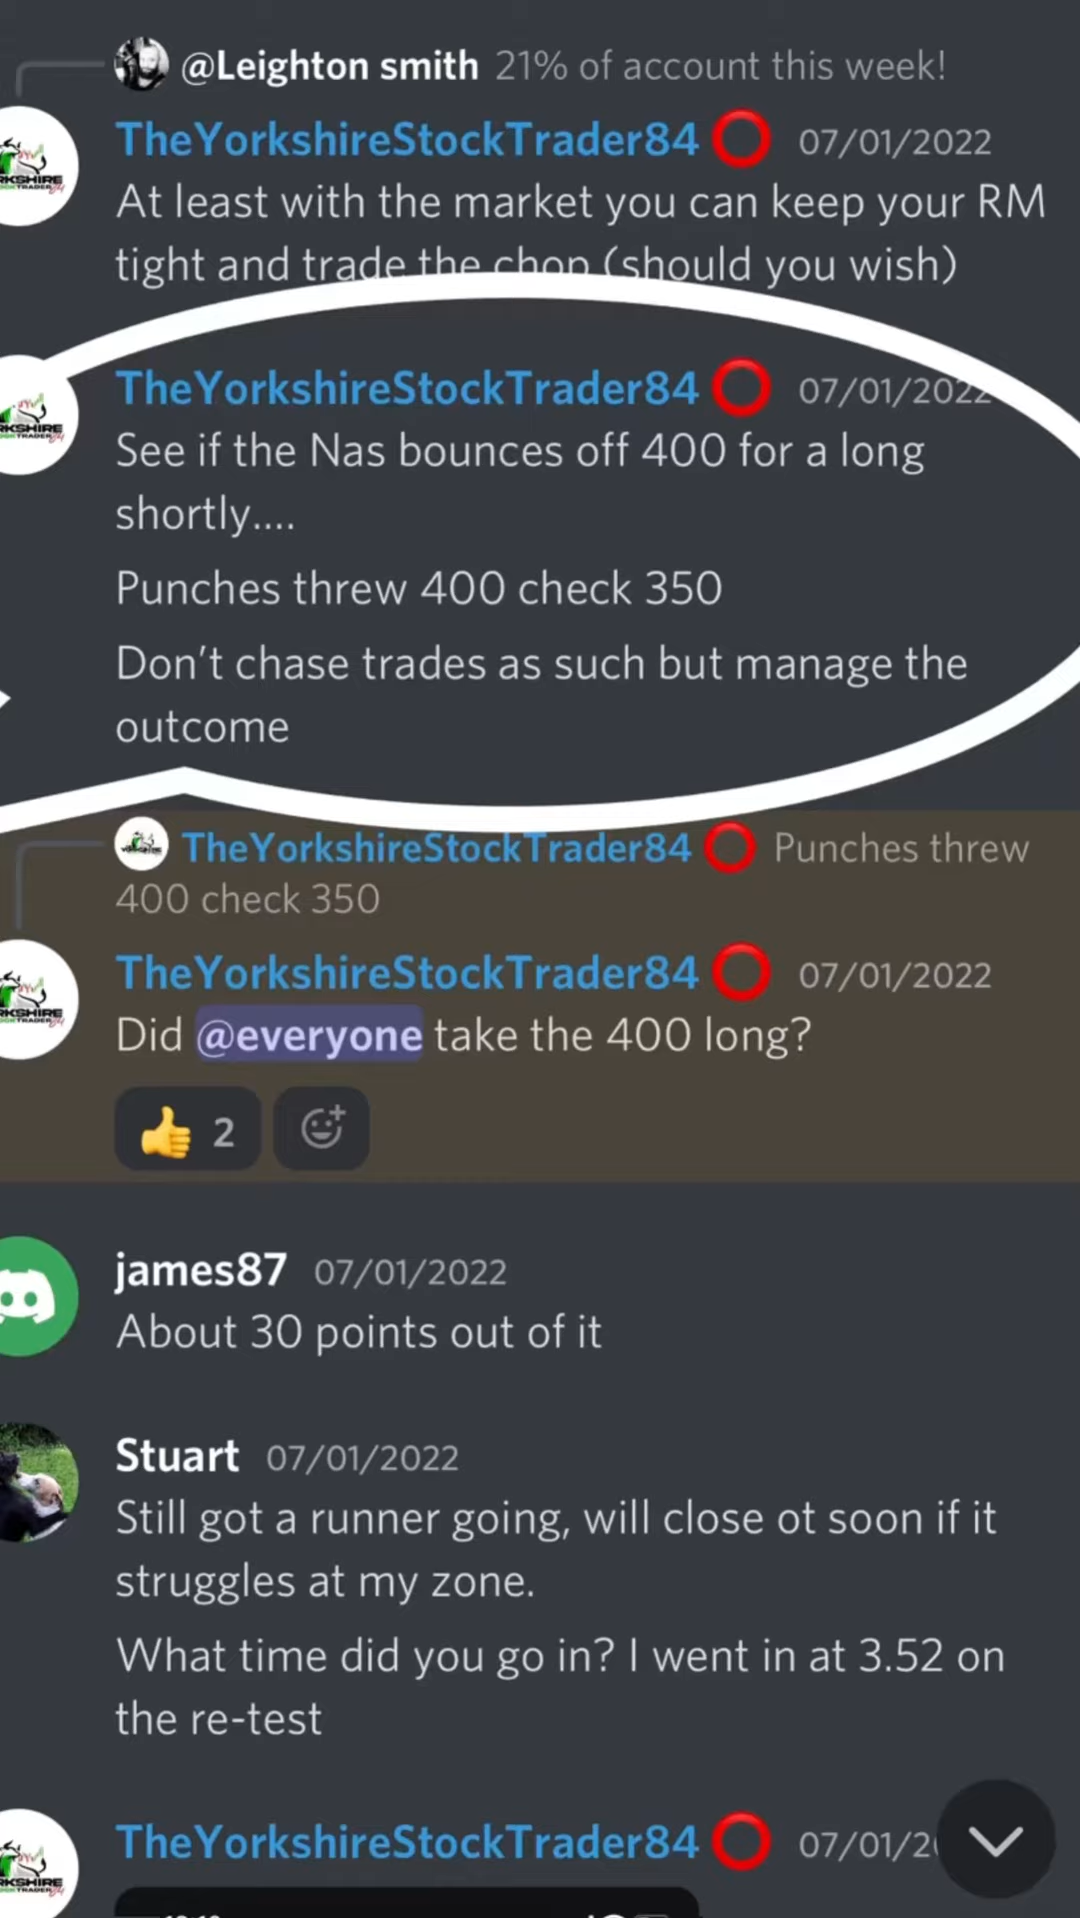 @Leighton smith 21% of account this week!
TheYorkshireStockTrader84 07/01/2022
At least with the market you can keep your RM
tight and trade the chop (should you wish)
TheYorkshireStockTrader84 07/01/2022
See if the Nas bounces off 400 for a long
shortly....
Punches threw 400 check 350
Don't chase trades as such but manage the
outcome
TheYorkshireStockTrader84 Punches threw
400 check 350
TheYorkshireStockTrader84 07/01/2022
Did @everyone take the 400 long?
2
james87 07/01/2022
About 30 points out of it
Stuart 07/01/2022
Still got a runner going, will close ot soon if it
struggles at my zone.
What time did you go in? I went in at 3.52 on
the re-test
TheYorkshireStockTrader84 07/01/2